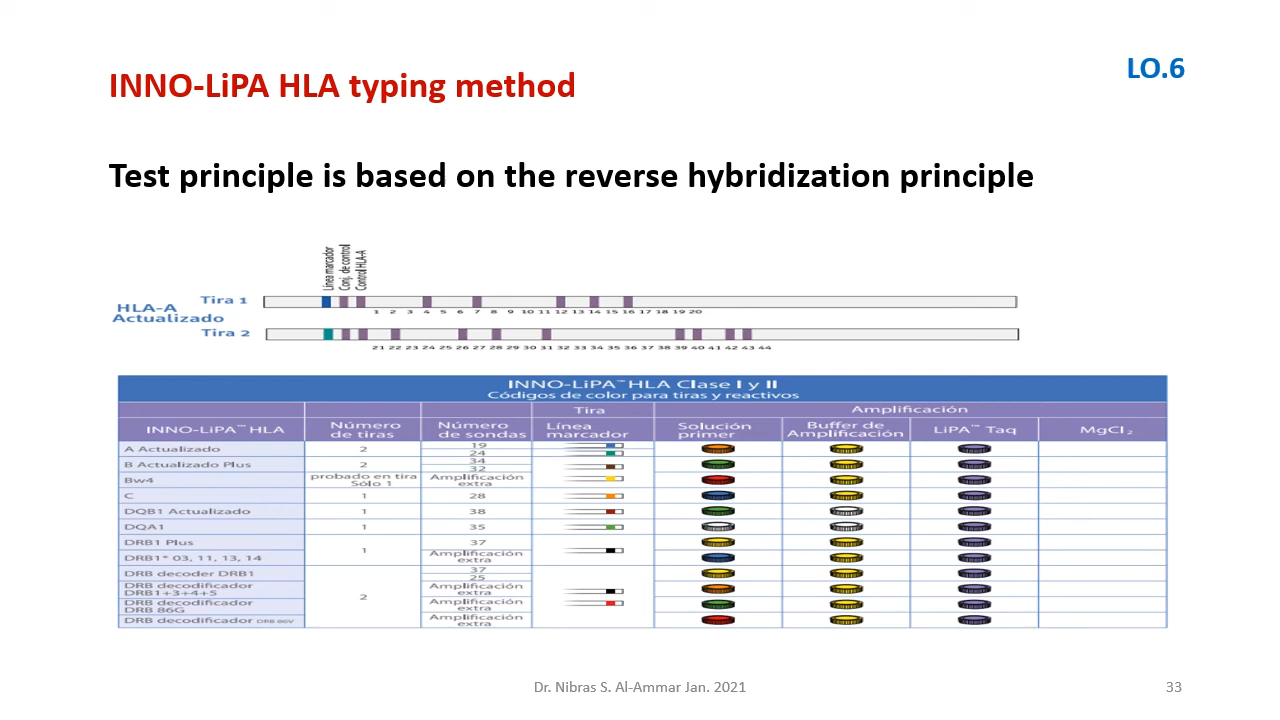 INNO-LiPA HLA typing method
LO.6
Test principle is based on the reverse hybridization principle
Línea marcador
Conj. de control
Control HLA-A
HLA-A
Actualizado
Tira 1
1 2 3 4 5 6 7 8 9 10 11 12 13 14 15 16 17 18 19 20
Tira 2
21 22 23 24 25 26 27 28 29 30 31 32 33 34 35 36 37 38 39 40 41 42 43 44
INNO-LiPA™ HLA Clase I y II
Códigos de color para tiras y reactivos
Tira
Amplificación
INNO-LiPA™ HLA
Número de tiras
Número de sondas
Línea marcador
Solución primer
Buffer de Amplificación
LiPA™ Taq
MgCl2
A Actualizado
2
19
24
B Actualizado Plus
2
34
32
Bw4
probado en tira Sólo 1
Amplificación extra
C
1
28
DQB1 Actualizado
1
38
DQA1
1
35
DRB1 Plus
1
37
DRB1* 03, 11, 13, 14
Amplificación extra
DRB decoder DRB1
2
37
25
DRB decodificador DRB1+3+4+5
Amplificación extra
DRB decodificador DRB 86G
Amplificación extra
DRB decodificador DRB 86V
Amplificación extra
Dr. Nibras S. Al-Ammar Jan. 2021
33